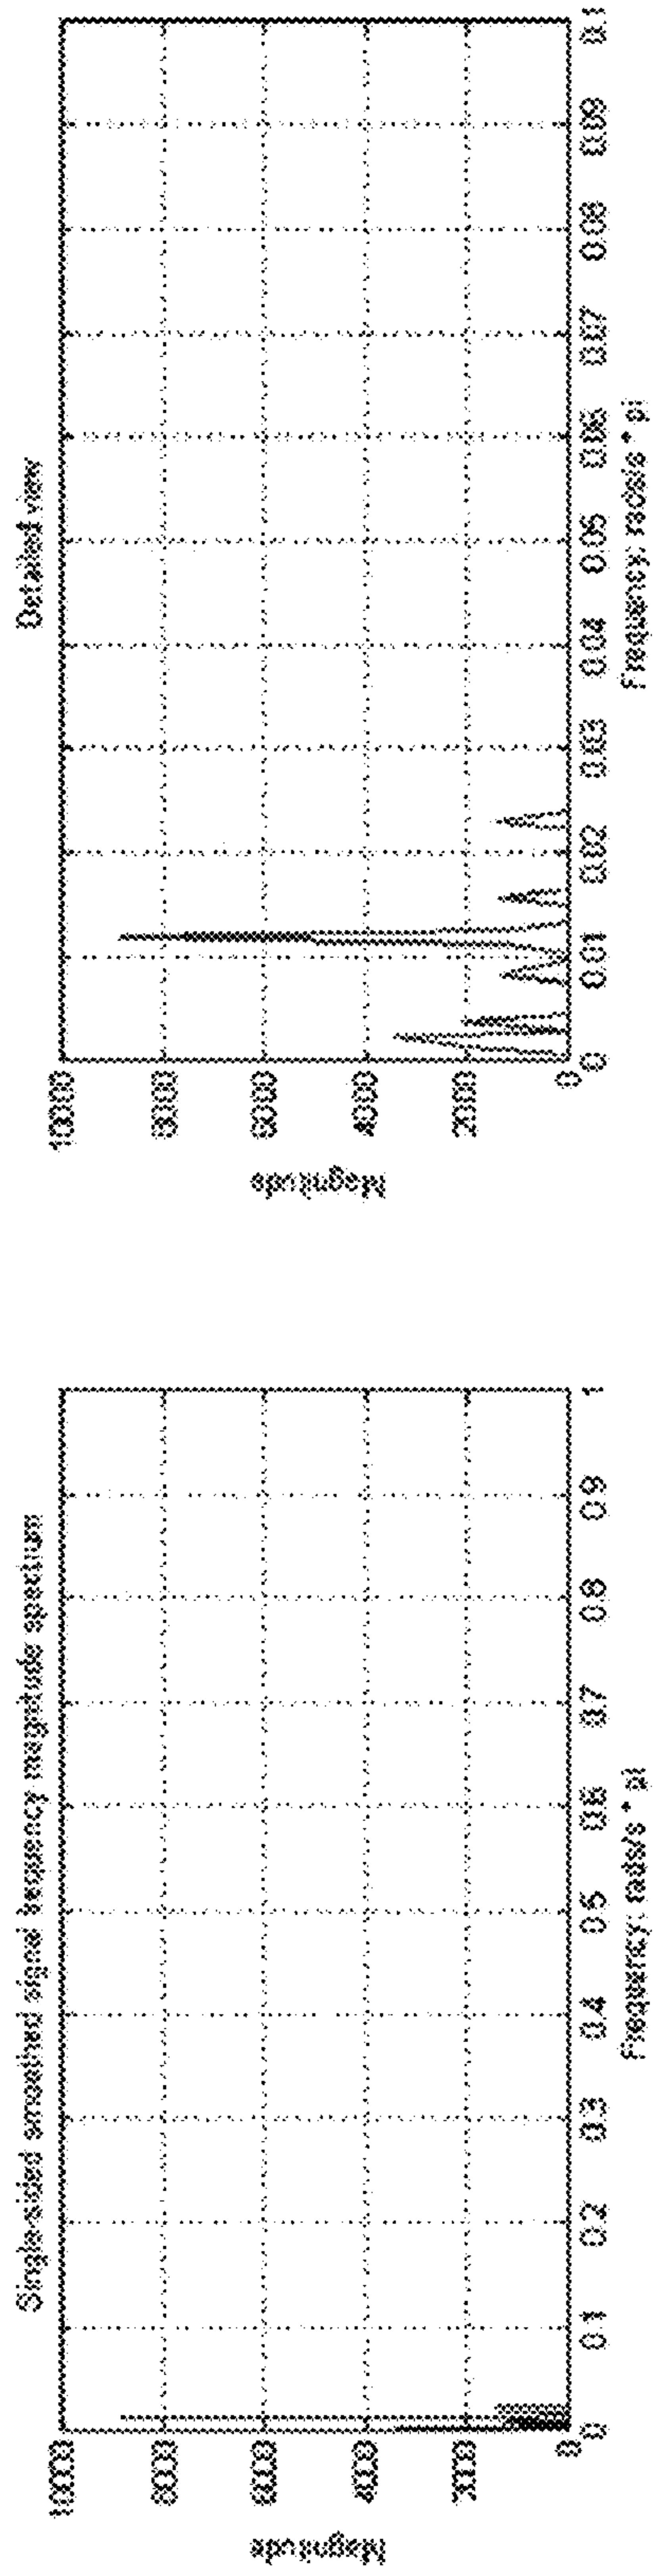 Single-sided smoothed signal frequency magnitude spectrum
10000
8000
6000
4000
2000
0
Magnitude
0 0.1 0.2 0.3 0.4 0.5 0.6 0.7 0.8 0.9 1
Frequency: rads/s * pi
Detailed view
10000
8000
6000
4000
2000
0
Magnitude
0 0.01 0.02 0.03 0.04 0.05 0.06 0.07 0.08 0.09 0.1
Frequency: rads/s * pi